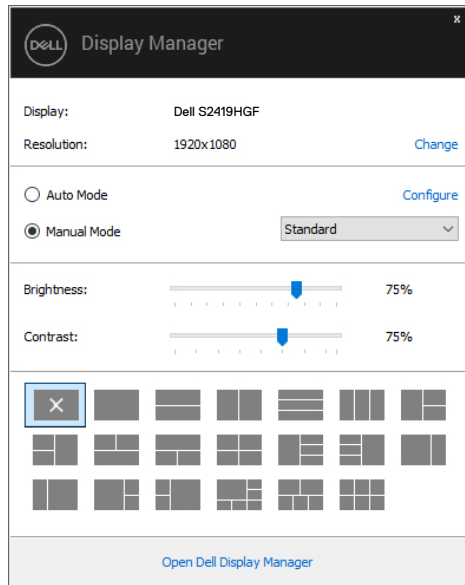 x
DELL Display Manager
Display: Dell S2419HGF
Resolution: 1920x1080 Change
Auto Mode Configure
Manual Mode Standard
Brightness: 75%
Contrast: 75%
Open Dell Display Manager